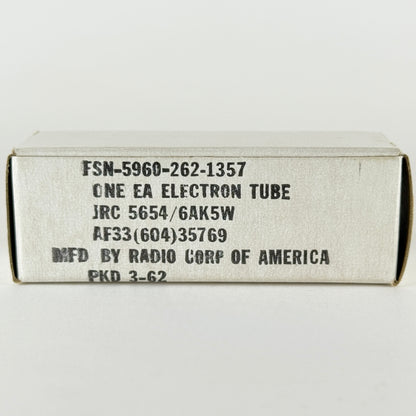 FSN-5960-262-1357
ONE EA ELECTRON TUBE
JRC 5654/6AK5W
AF33(604)35769
MFD BY RADIO CORP OF AMERICA
PKD 3-62